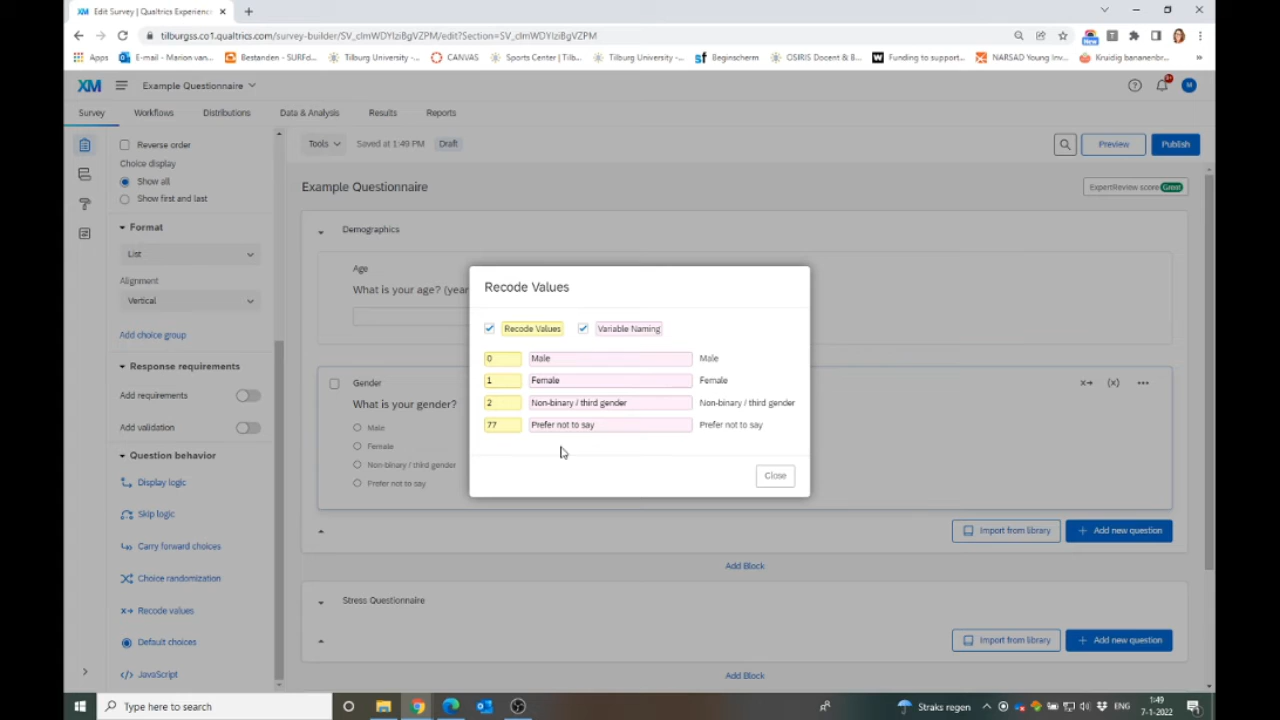 Edit Survey | Qualtrics Experienc
tilburgss.co1.qualtrics.com/survey-builder/SV_clmWDYIziBgVZPM/edit?Section=SV_clmWDYIziBgVZPM
Apps E-mail - Marion van... Bestanden - SURFd... Tilburg University -... CANVAS Sports Center | Tilb... Tilburg University -... Beginscherm OSIRIS Docent & B... Funding to support... NARSAD Young Inv... Kruidig bananenbr... »
New
XM Example Questionnaire
M
Survey Workflows Distributions Data & Analysis Results Reports
Reverse order
Tools Saved at 1:49 PM Draft Preview Publish
Choice display
Show all
Show first and last
Example Questionnaire
ExpertReview score Great
Format
List
Demographics
Alignment
Vertical
Age
What is your age? (year
Add choice group
Recode Values
Recode Values Variable Naming
0 Male Male
1 Female Female
2 Non-binary / third gender Non-binary / third gender
77 Prefer not to say Prefer not to say
Close
Response requirements
Add requirements
Add validation
Gender
What is your gender?
Male
Female
Non-binary / third gender
Prefer not to say
Question behavior
Display logic
Skip logic
Carry forward choices
Choice randomization
Recode values
Default choices
JavaScript
Import from library + Add new question
Add Block
Stress Questionnaire
Import from library + Add new question
Add Block
Type here to search
Straks regen
1:49
7-1-2022